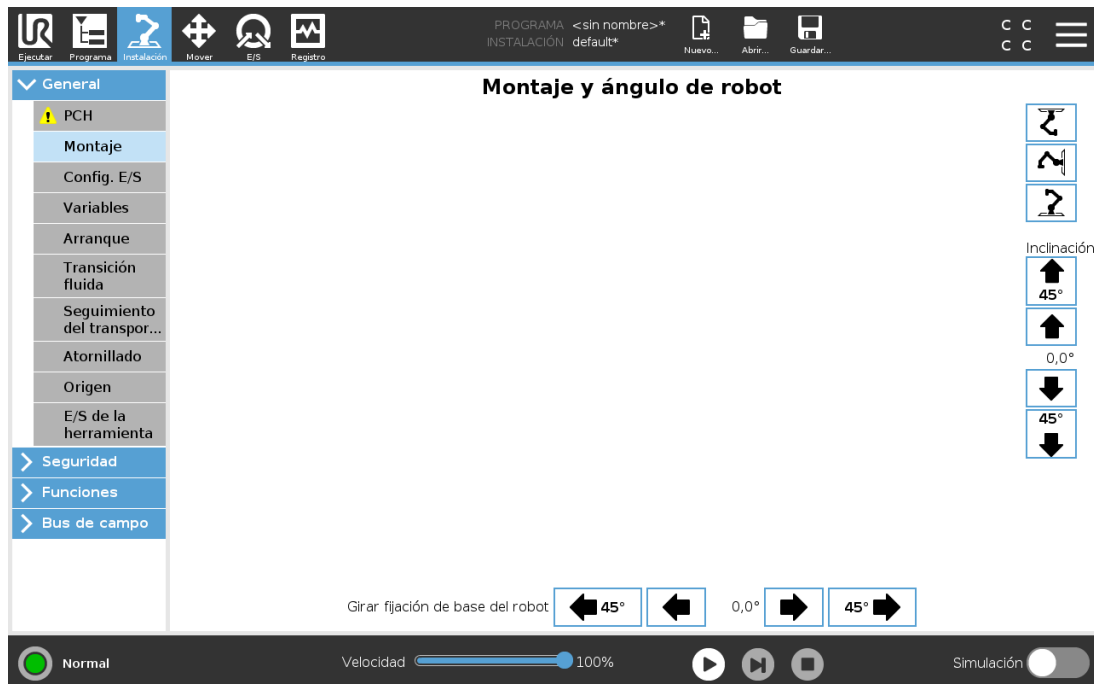 PROGRAMA <sin nombre>*
INSTALACIÓN default*
Ejecutar
Programa
Instalación
Mover
E/S
Registro
Nuevo...
Abrir...
Guardar...
C C
C C
General
PCH
Montaje
Config. E/S
Variables
Arranque
Transición
fluida
Seguimiento
del transpor...
Atornillado
Origen
E/S de la
herramienta
Seguridad
Funciones
Bus de campo
Montaje y ángulo de robot
Inclinación
45°
0,0°
45°
Girar fijación de base del robot
45°
0,0°
45°
Normal
Velocidad
100%
Simulación